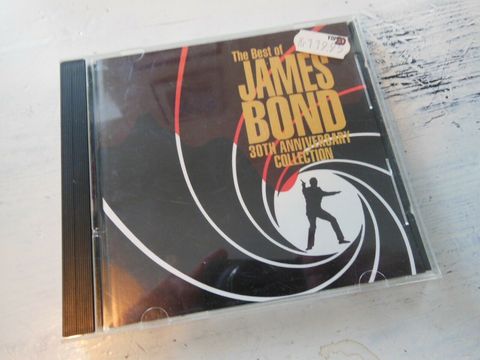 The Best of
JAMES
BOND
30TH ANNIVERSARY
COLLECTION